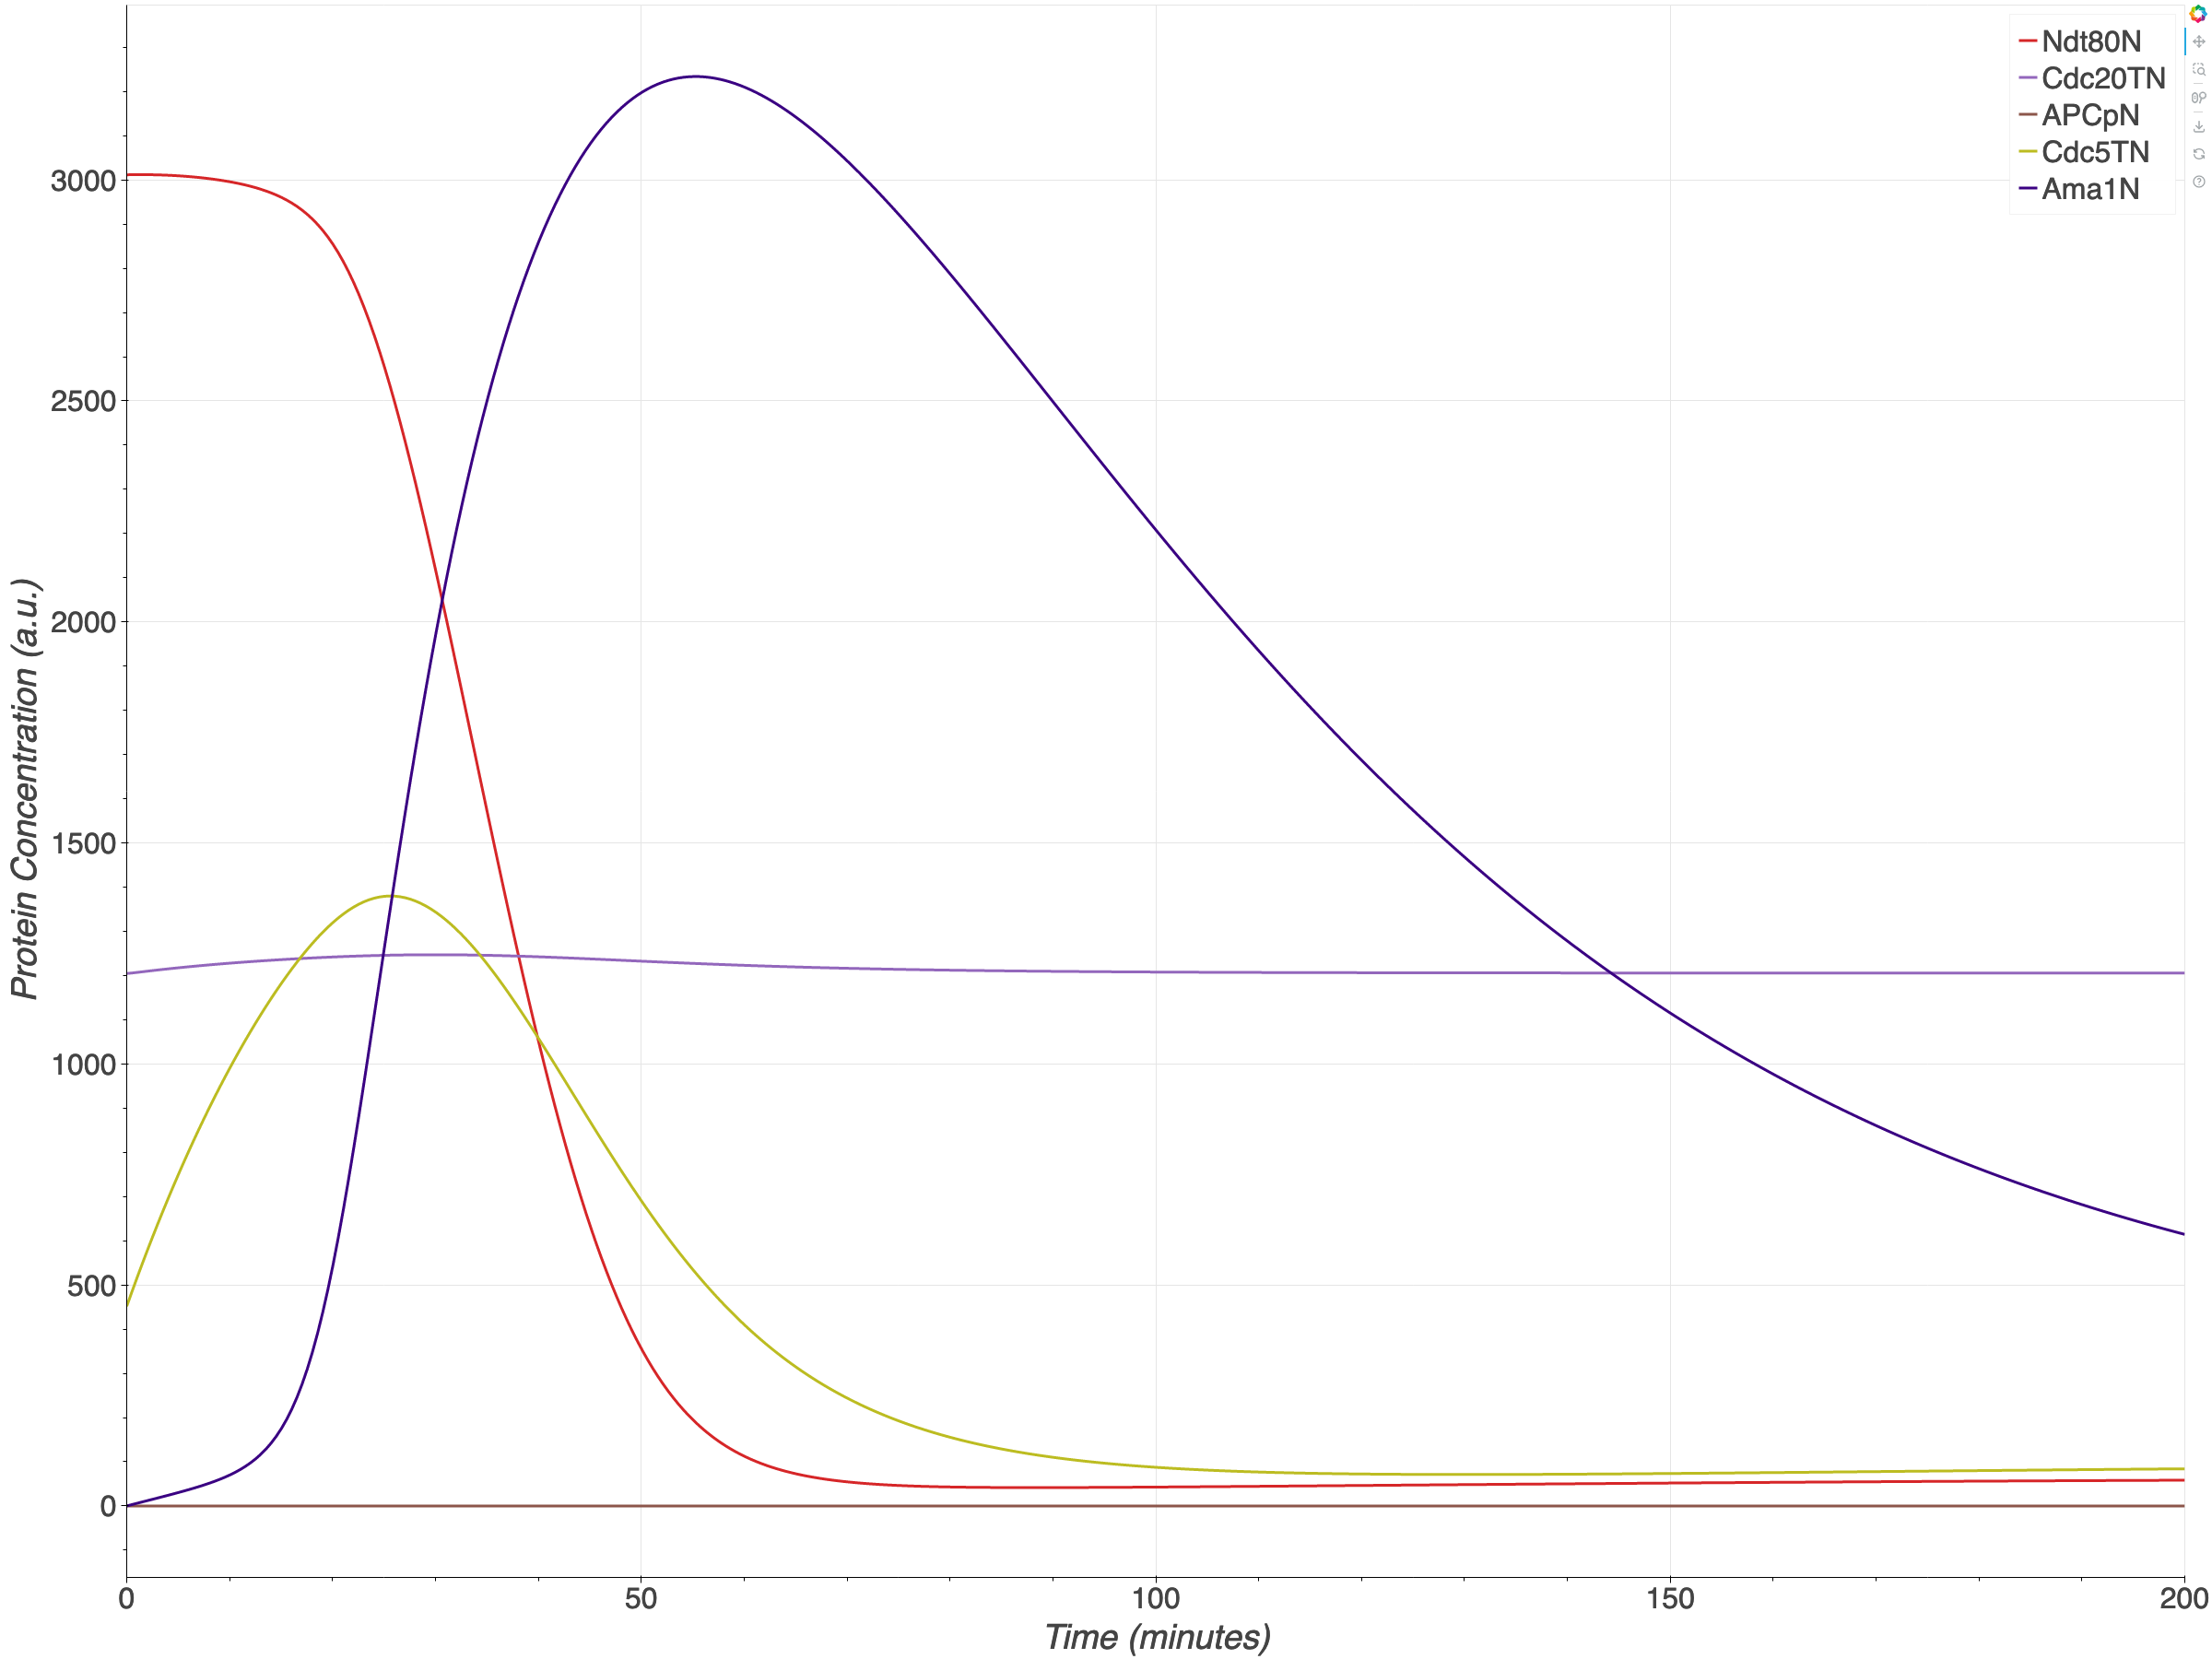 Ndt80N
Cdc20TN
APCpN
Cdc5TN
Ama1N
Protein Concentration (a.u.)
3000
2500
2000
1500
1000
500
0
0 50 100 150 200
Time (minutes)